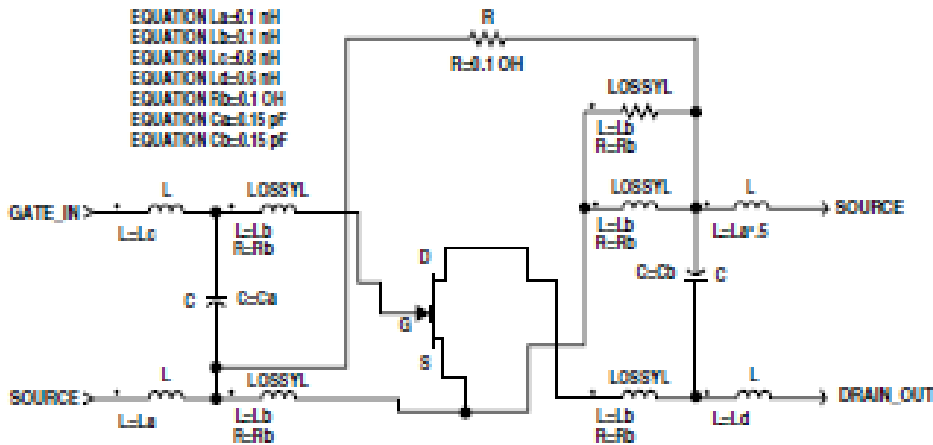 EQUATION La=0.1 nH
EQUATION Lb=0.1 nH
EQUATION Lc=0.8 nH
EQUATION Ld=0.6 nH
EQUATION Rb=0.1 OH
EQUATION Ca=0.15 pF
EQUATION Cb=0.15 pF
R
R=0.1 OH
LOSSYL
L=Lb
R=Rb
L
LOSSYL
LOSSYL
L
GATE_IN
SOURCE
L=Lc
L=Lb
R=Rb
L=Lb
R=Rb
L=La*.5
D
C=Cb
C
C
C=Ca
G
S
L
LOSSYL
LOSSYL
L
SOURCE
DRAIN_OUT
L=La
L=Lb
R=Rb
L=Lb
R=Rb
L=Ld